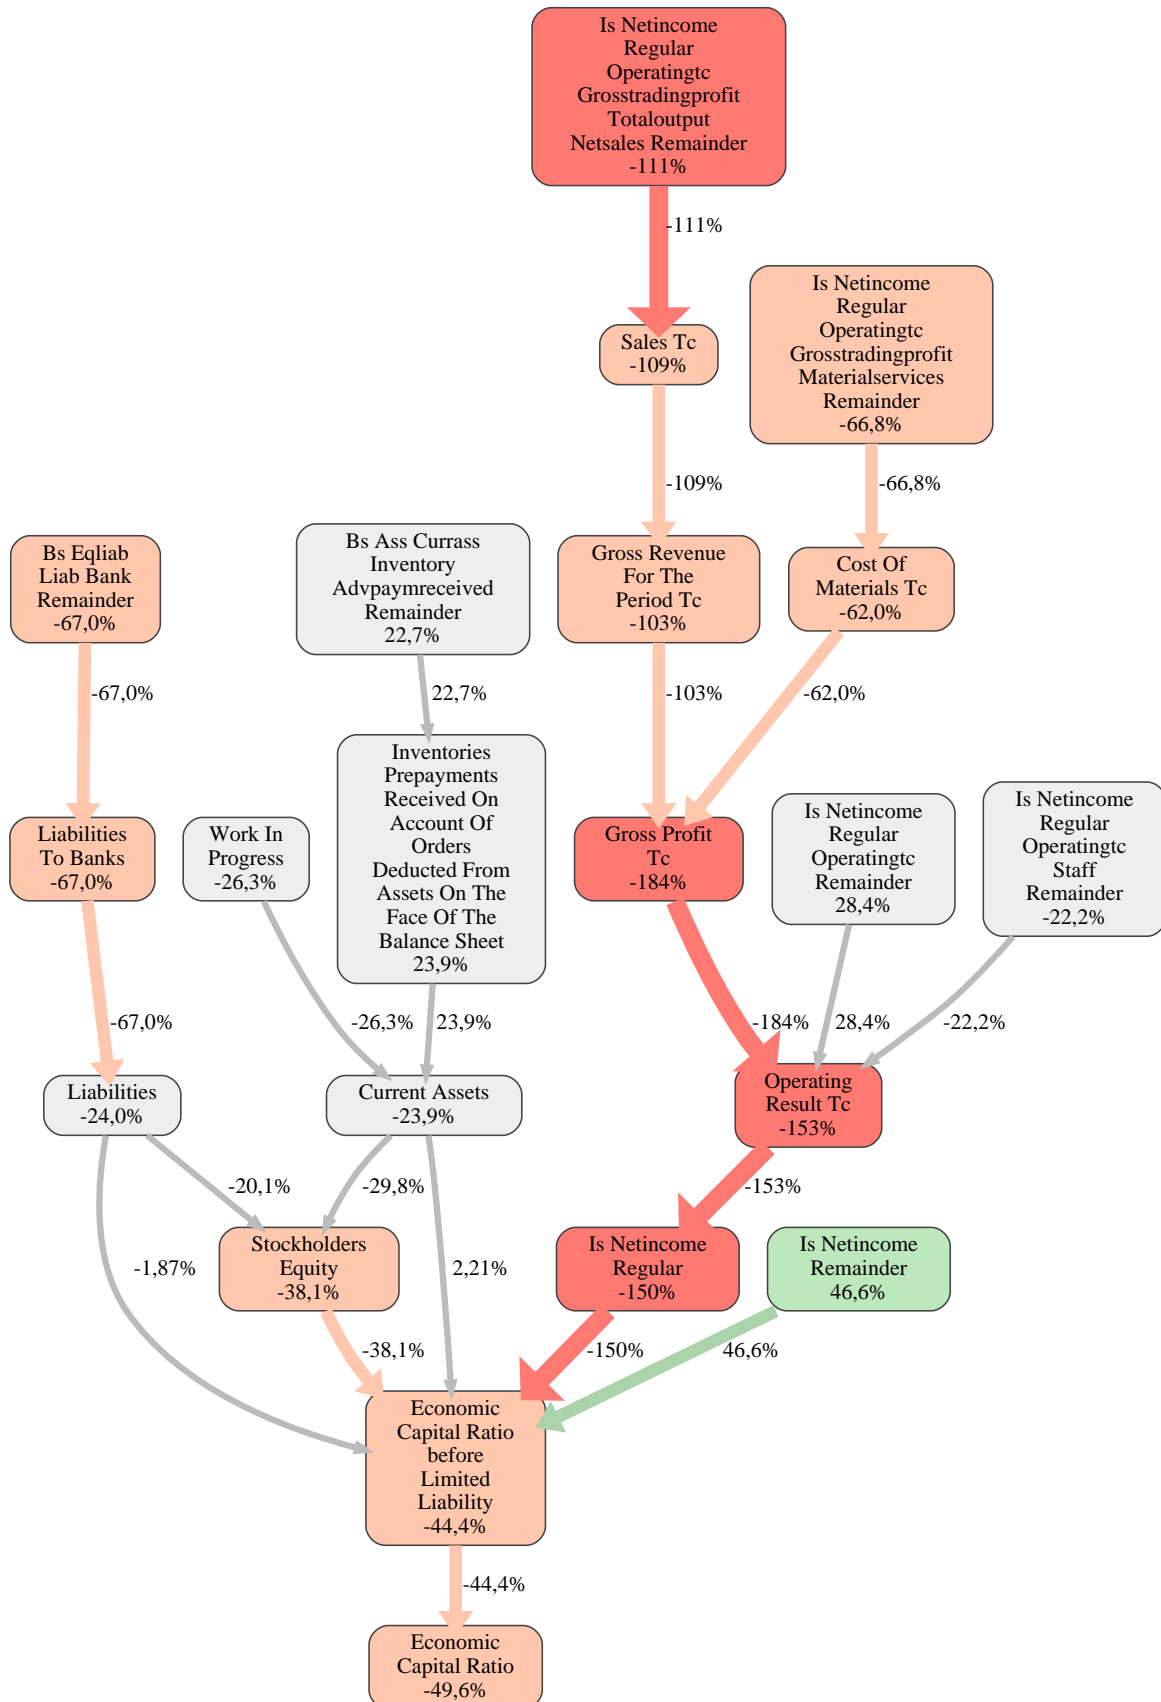 Is Netincome
Regular
Operatingtc
Grosstradingprofit
Totaloutput
Netsales Remainder
-111%
-111%
Is Netincome
Regular
Operatingtc
Grosstradingprofit
Materialservices
Remainder
-66,8%
Sales Tc
-109%
-109%
-66,8%
Bs Eqliab
Liab Bank
Remainder
-67,0%
Bs Ass Currass
Inventory
Advpaymreceived
Remainder
22,7%
Gross Revenue
For The
Period Tc
-103%
Cost Of
Materials Tc
-62,0%
-67,0%
22,7%
-103%
-62,0%
Liabilities
To Banks
-67,0%
Work In
Progress
-26,3%
Inventories
Prepayments
Received On
Account Of
Orders
Deducted From
Assets On The
Face Of The
Balance Sheet
23,9%
Gross Profit
Tc
-184%
Is Netincome
Regular
Operatingtc
Remainder
28,4%
Is Netincome
Regular
Operatingtc
Staff
Remainder
-22,2%
-67,0%
-26,3%
23,9%
-184%
28,4%
-22,2%
Liabilities
-24,0%
Current Assets
-23,9%
Operating
Result Tc
-153%
-20,1%
-29,8%
-153%
Stockholders
Equity
-38,1%
Is Netincome
Regular
-150%
Is Netincome
Remainder
46,6%
-1,87%
2,21%
-38,1%
-150%
46,6%
Economic
Capital Ratio
before
Limited
Liability
-44,4%
-44,4%
Economic
Capital Ratio
-49,6%